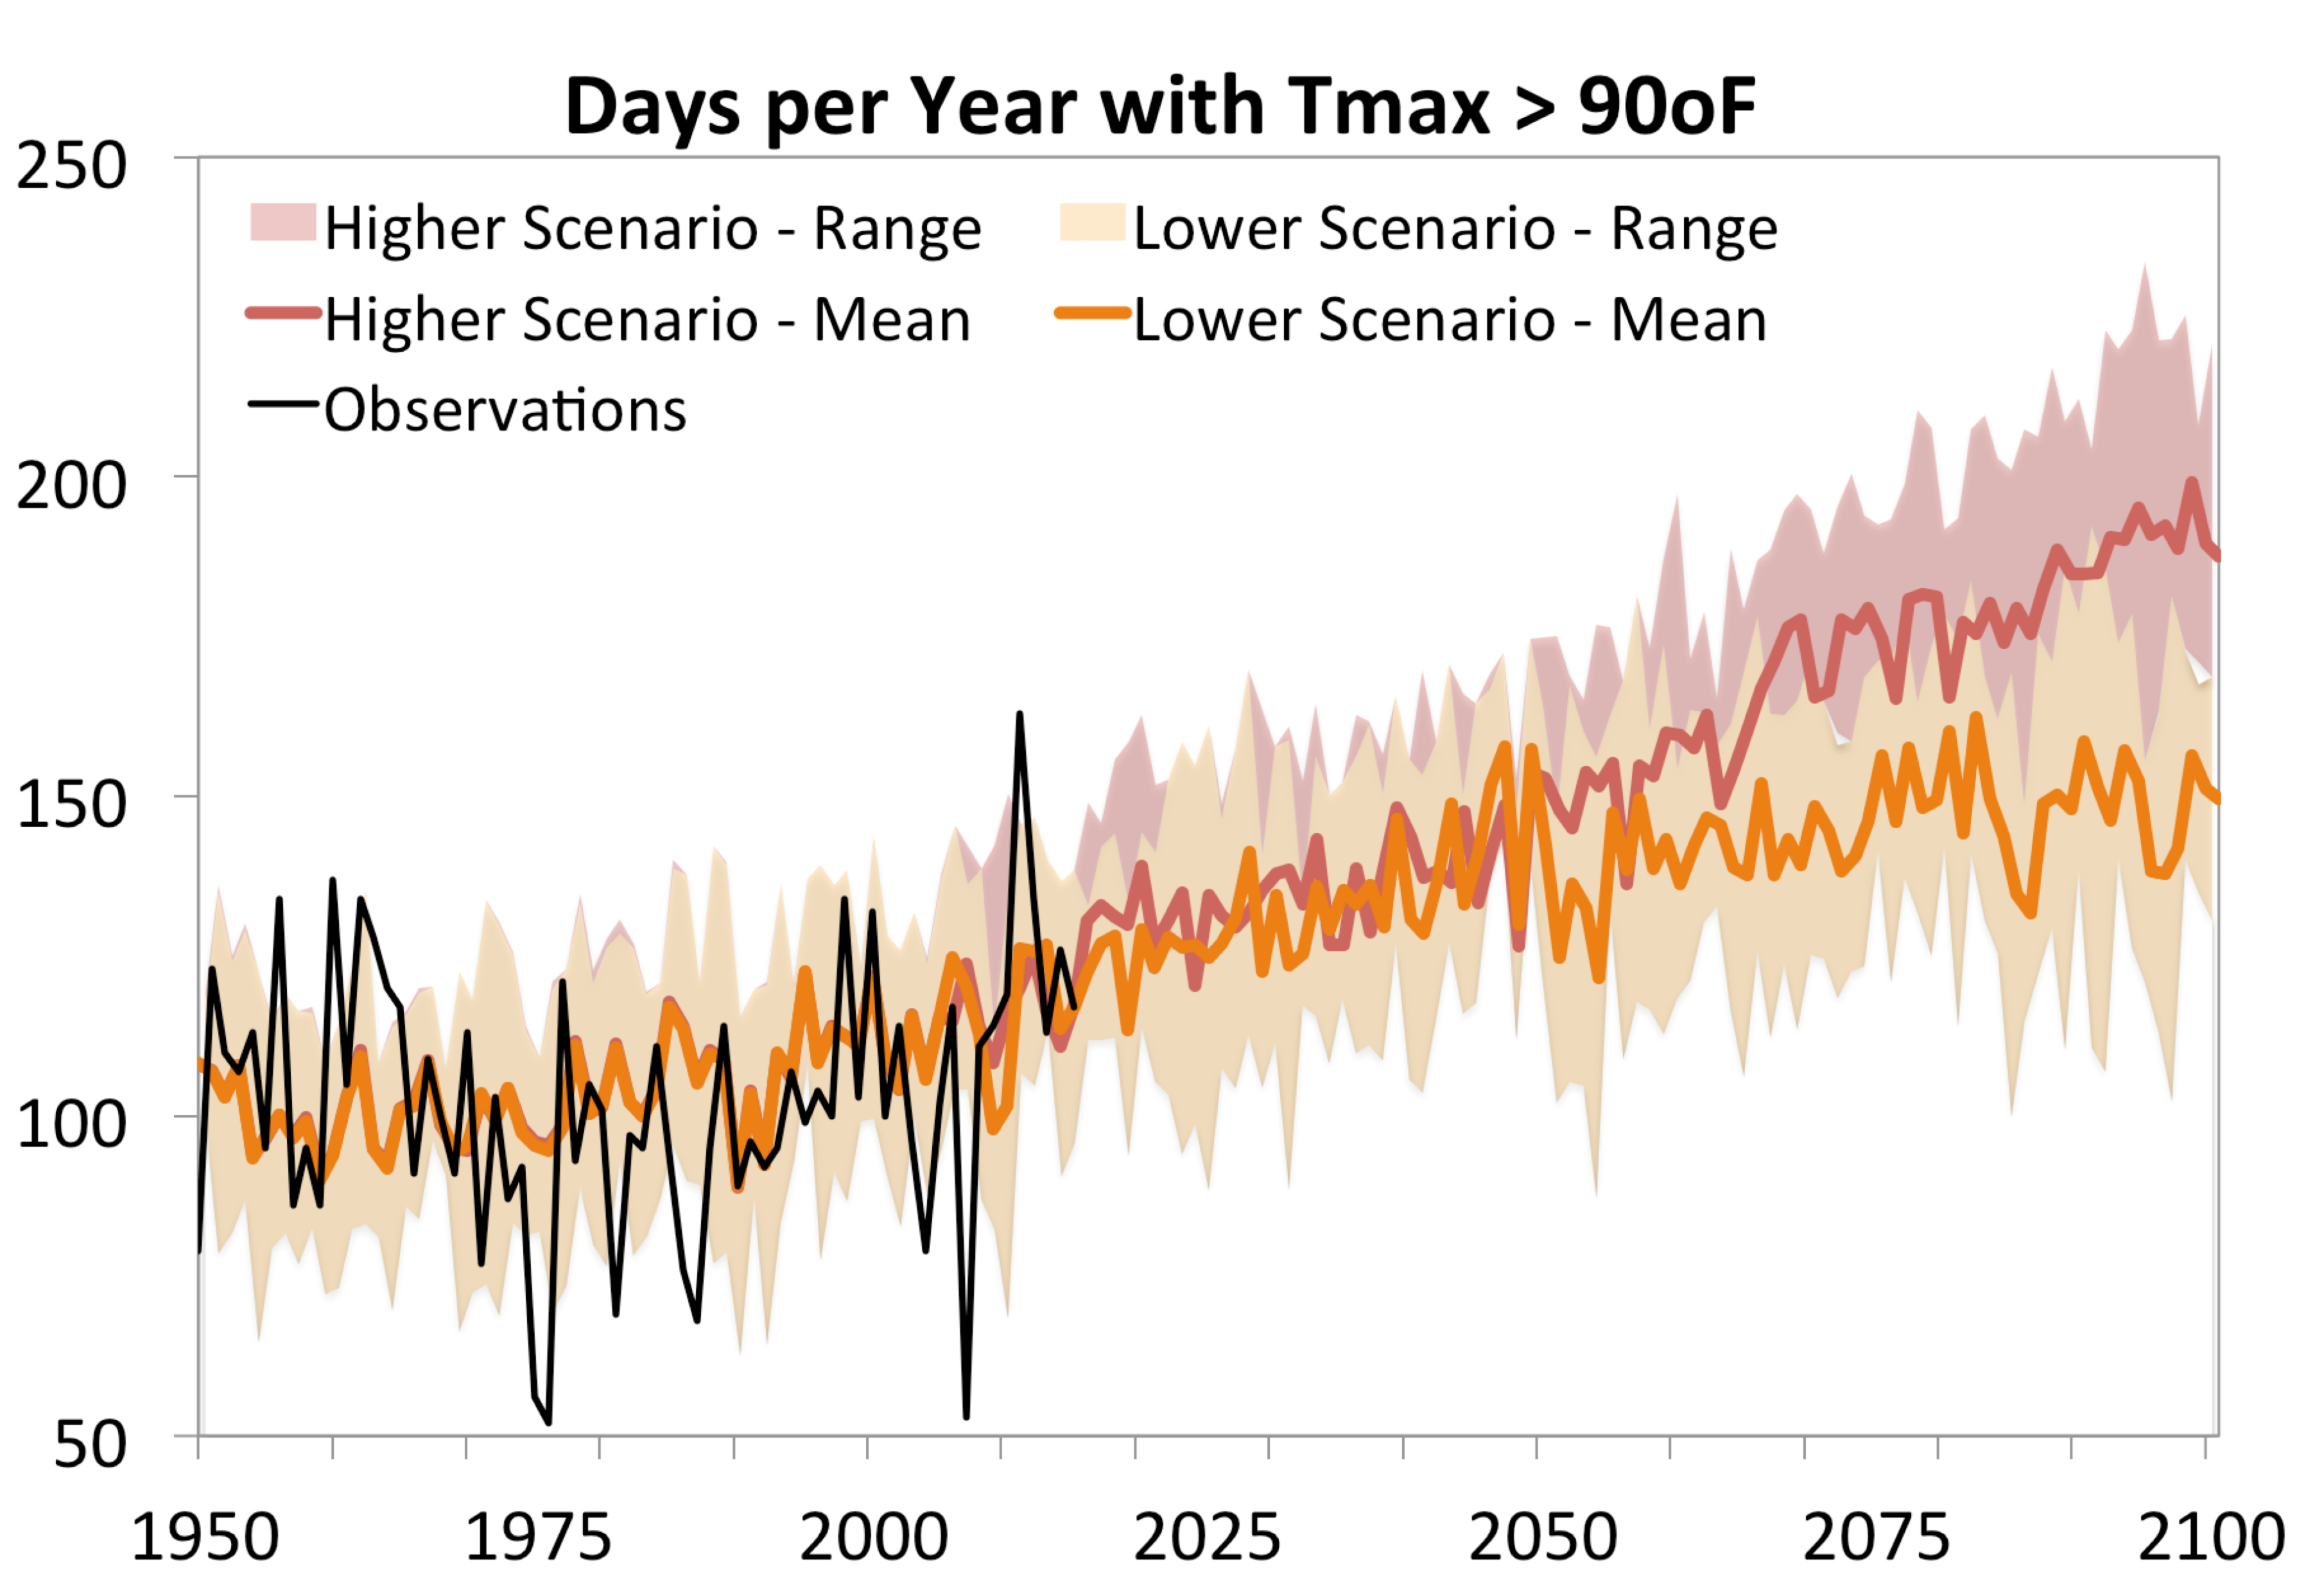 Days per Year with Tmax > 90oF
250
Higher Scenario - Range
Lower Scenario - Range
Higher Scenario - Mean
Lower Scenario - Mean
Observations
200
150
100
50
1950 1975 2000 2025 2050 2075 2100